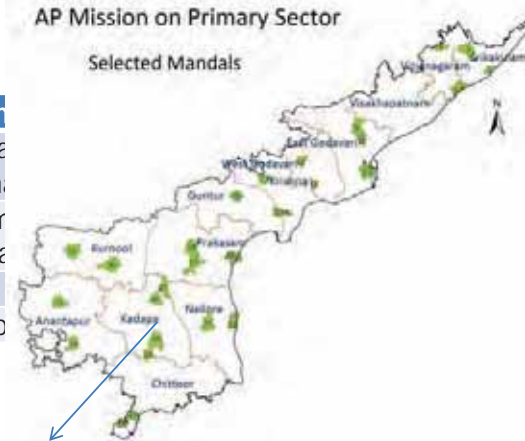 AP Mission on Primary Sector
Selected Mandals
Srikakulam
Vizianagaram
Visakhapatnam
N
East Godavari
West Godavari
Krishna
Guntur
Prakasam
Kurnool
Nellore
Kadapa
Anantapur
Chittoor